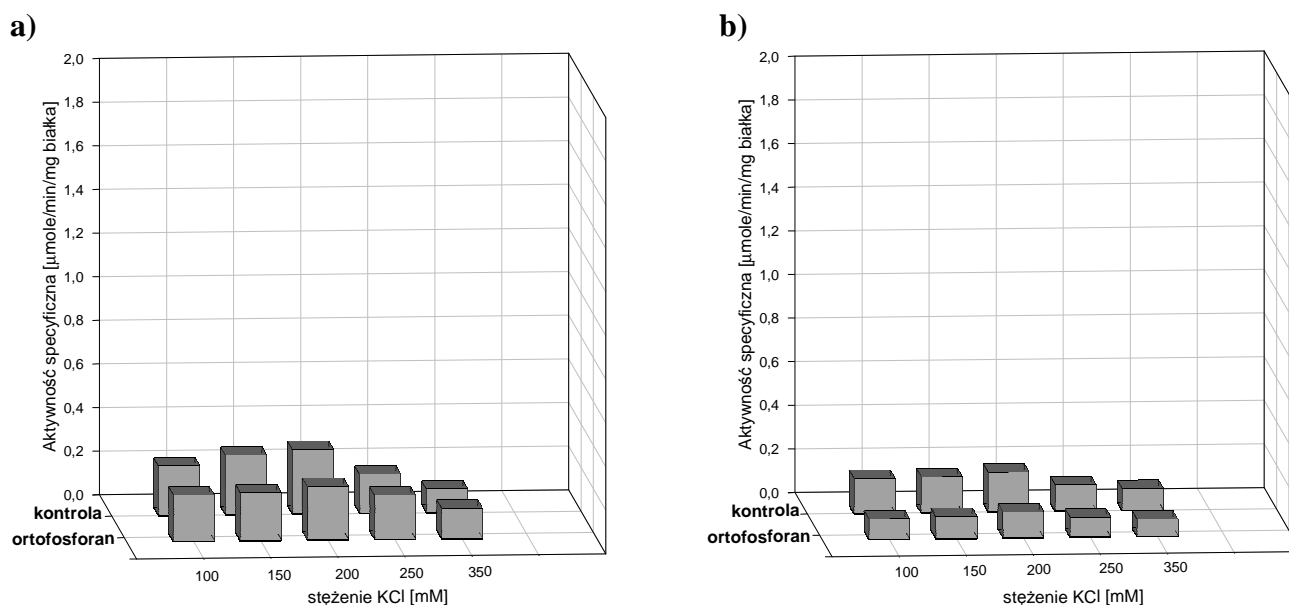 a)
Aktywność specyficzna [µmole/min/mg białka]
2,0
1,8
1,6
1,4
1,2
1,0
0,8
0,6
0,4
0,2
0,0
kontrola
ortofosforan
100 150 200 250 350
stężenie KCl [mM]
b)
Aktywność specyficzna [µmole/min/mg białka]
2,0
1,8
1,6
1,4
1,2
1,0
0,8
0,6
0,4
0,2
0,0
kontrola
ortofosforan
100 150 200 250 350
stężenie KCl [mM]